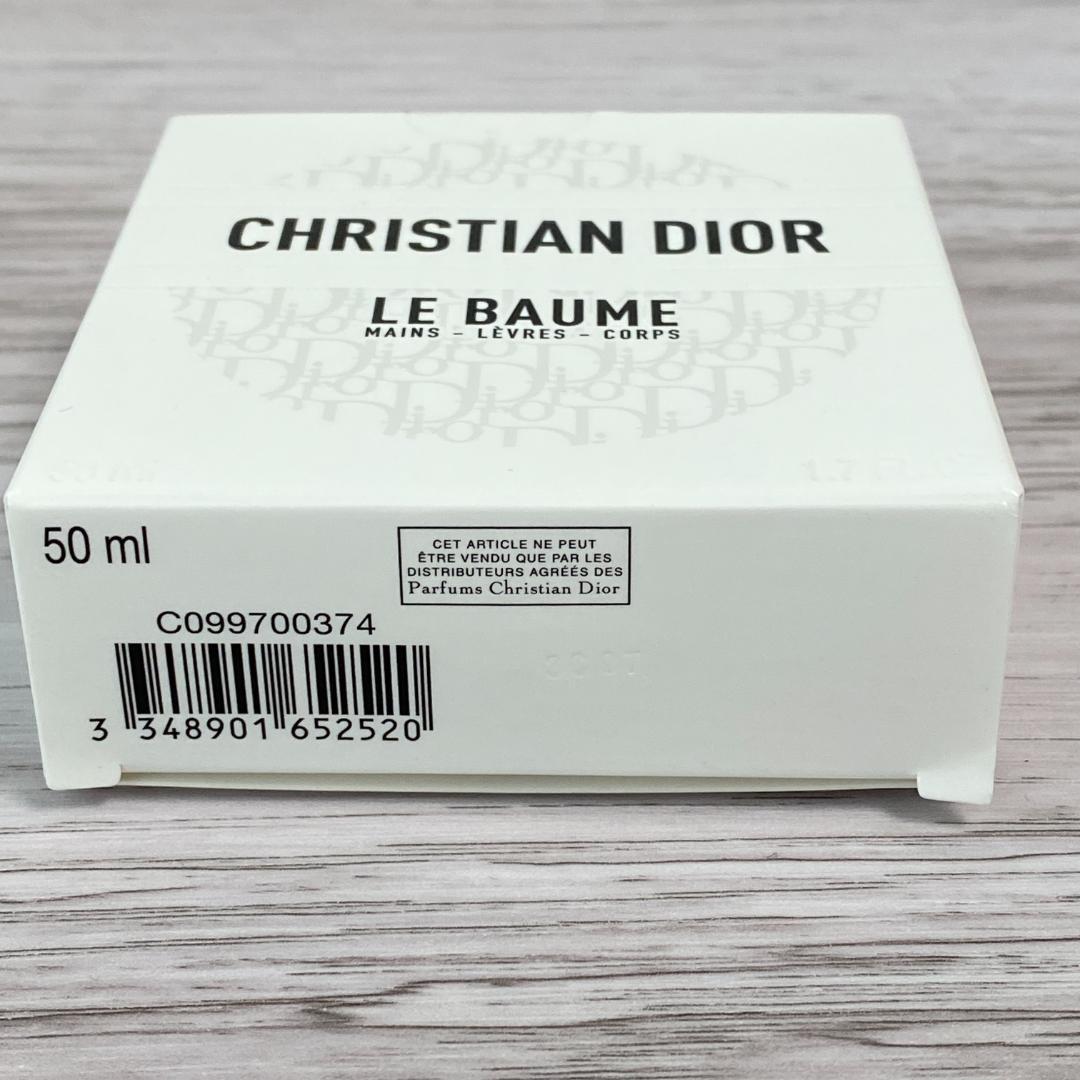 CHRISTIAN DIOR
LE BAUME
MAINS – LÈVRES – CORPS
50 ml
CET ARTICLE NE PEUT
ÊTRE VENDU QUE PAR LES
DISTRIBUTEURS AGRÉÉS DES
Parfums Christian Dior
C099700374
3 348901 652520